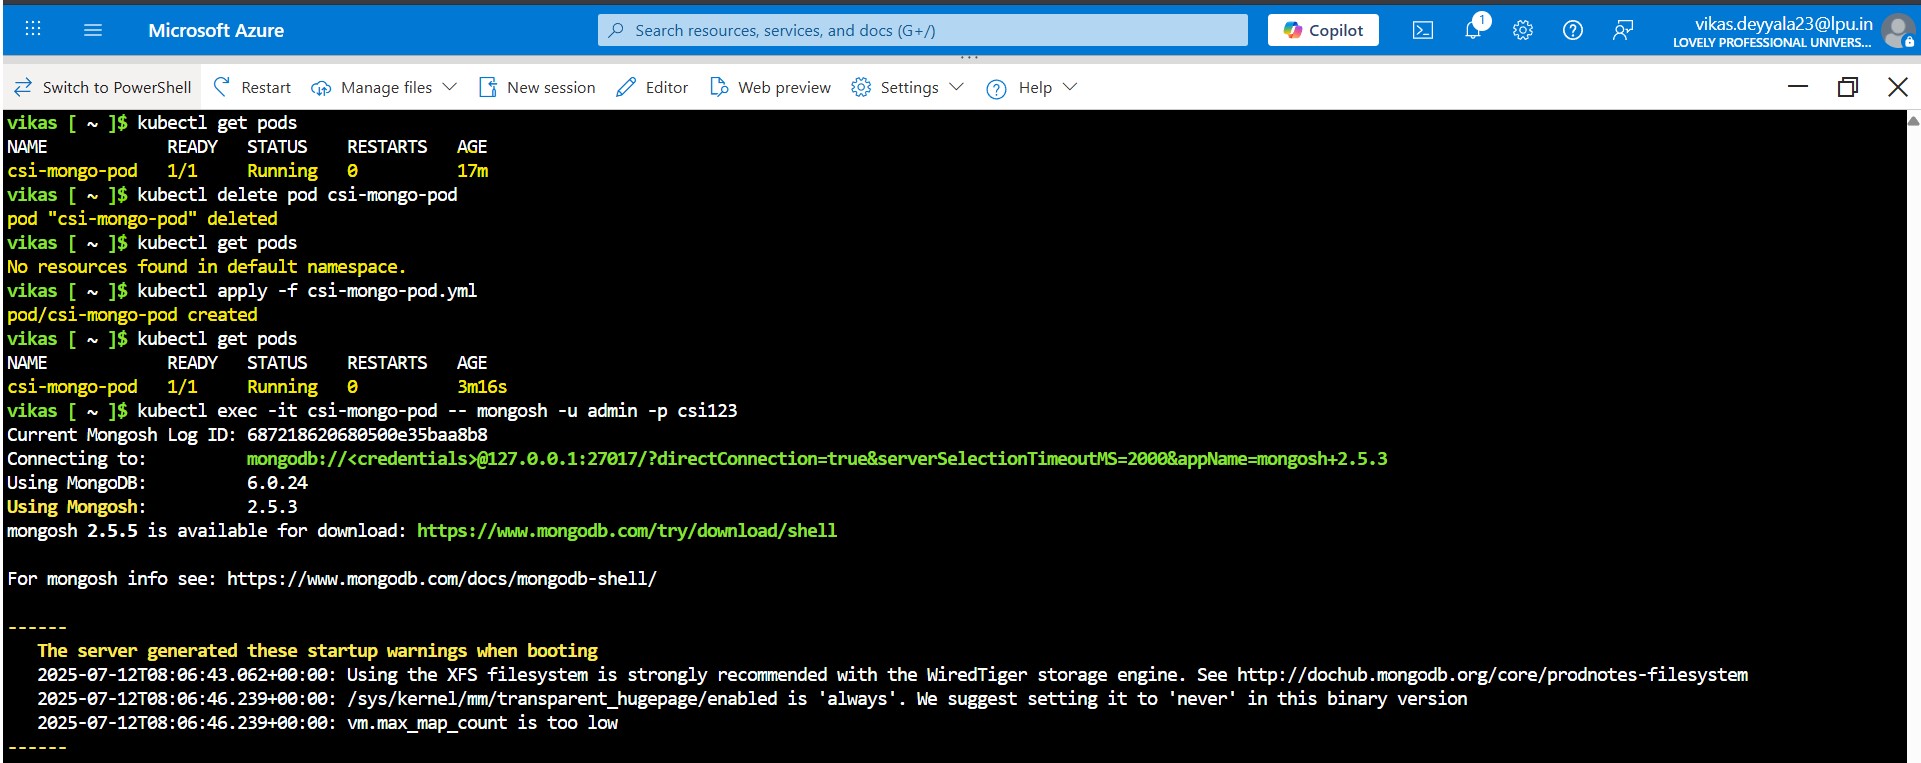 Microsoft Azure
Search resources, services, and docs (G+/)
Copilot
1
vikas.deyyala23@lpu.in
LOVELY PROFESSIONAL UNIVERS...
Switch to PowerShell
Restart
Manage files
New session
Editor
Web preview
Settings
Help
vikas [ ~ ]$ kubectl get pods
NAME READY STATUS RESTARTS AGE
csi-mongo-pod 1/1 Running 0 17m
vikas [ ~ ]$ kubectl delete pod csi-mongo-pod
pod "csi-mongo-pod" deleted
vikas [ ~ ]$ kubectl get pods
No resources found in default namespace.
vikas [ ~ ]$ kubectl apply -f csi-mongo-pod.yml
pod/csi-mongo-pod created
vikas [ ~ ]$ kubectl get pods
NAME READY STATUS RESTARTS AGE
csi-mongo-pod 1/1 Running 0 3m16s
vikas [ ~ ]$ kubectl exec -it csi-mongo-pod -- mongosh -u admin -p csi123
Current Mongosh Log ID: 687218620680500e35baa8b8
Connecting to: mongodb://<credentials>@127.0.0.1:27017/?directConnection=true&serverSelectionTimeoutMS=2000&appName=mongosh+2.5.3
Using MongoDB: 6.0.24
Using Mongosh: 2.5.3
mongosh 2.5.5 is available for download: https://www.mongodb.com/try/download/shell
For mongosh info see: https://www.mongodb.com/docs/mongodb-shell/
------
The server generated these startup warnings when booting
2025-07-12T08:06:43.062+00:00: Using the XFS filesystem is strongly recommended with the WiredTiger storage engine. See http://dochub.mongodb.org/core/prodnotes-filesystem
2025-07-12T08:06:46.239+00:00: /sys/kernel/mm/transparent_hugepage/enabled is 'always'. We suggest setting it to 'never' in this binary version
2025-07-12T08:06:46.239+00:00: vm.max_map_count is too low
------